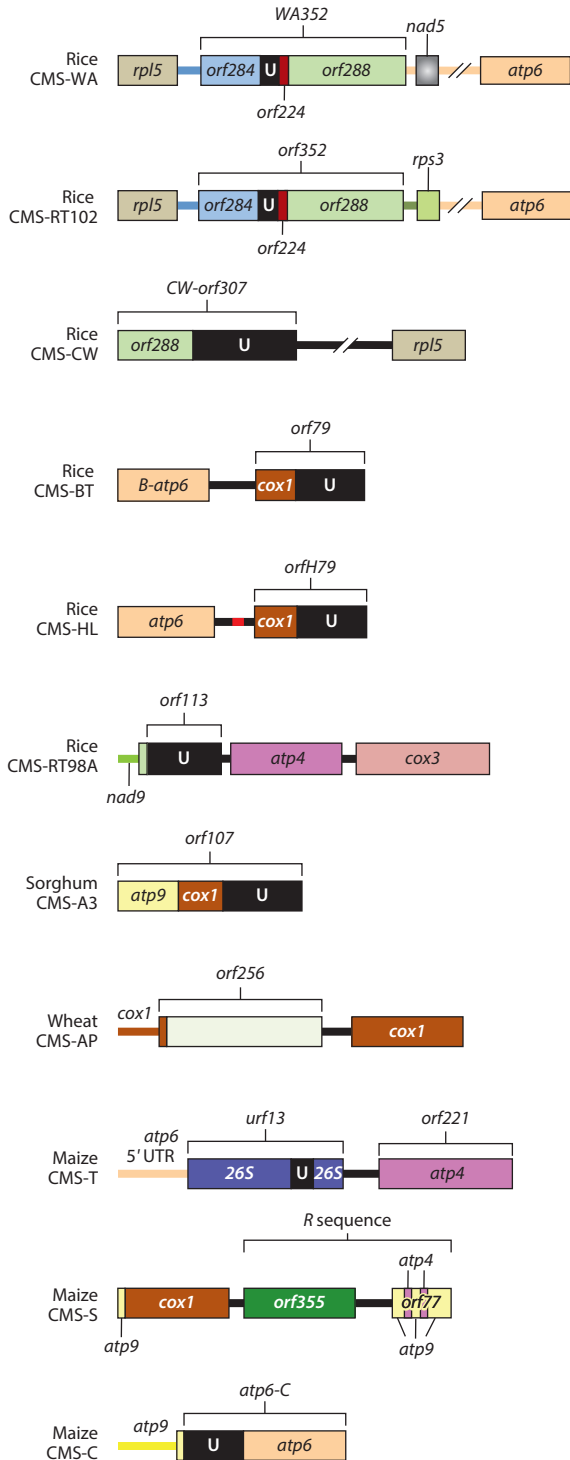 WA352
nad5
Rice
CMS-WA
rpl5
orf284
U
orf288
atp6
orf224
orf352
rps3
Rice
CMS-RT102
rpl5
orf284
U
orf288
atp6
orf224
CW-orf307
Rice
CMS-CW
orf288
U
rpl5
orf79
Rice
CMS-BT
B-atp6
cox1
U
orfH79
Rice
CMS-HL
atp6
cox1
U
orf113
Rice
CMS-RT98A
U
atp4
cox3
nad9
orf107
Sorghum
CMS-A3
atp9
cox1
U
orf256
cox1
Wheat
CMS-AP
cox1
urf13
orf221
atp6
5′ UTR
Maize
CMS-T
26S
U
26S
atp4
R sequence
atp4
Maize
CMS-S
cox1
orf355
orf77
atp9
atp9
atp6-C
atp9
Maize
CMS-C
U
atp6